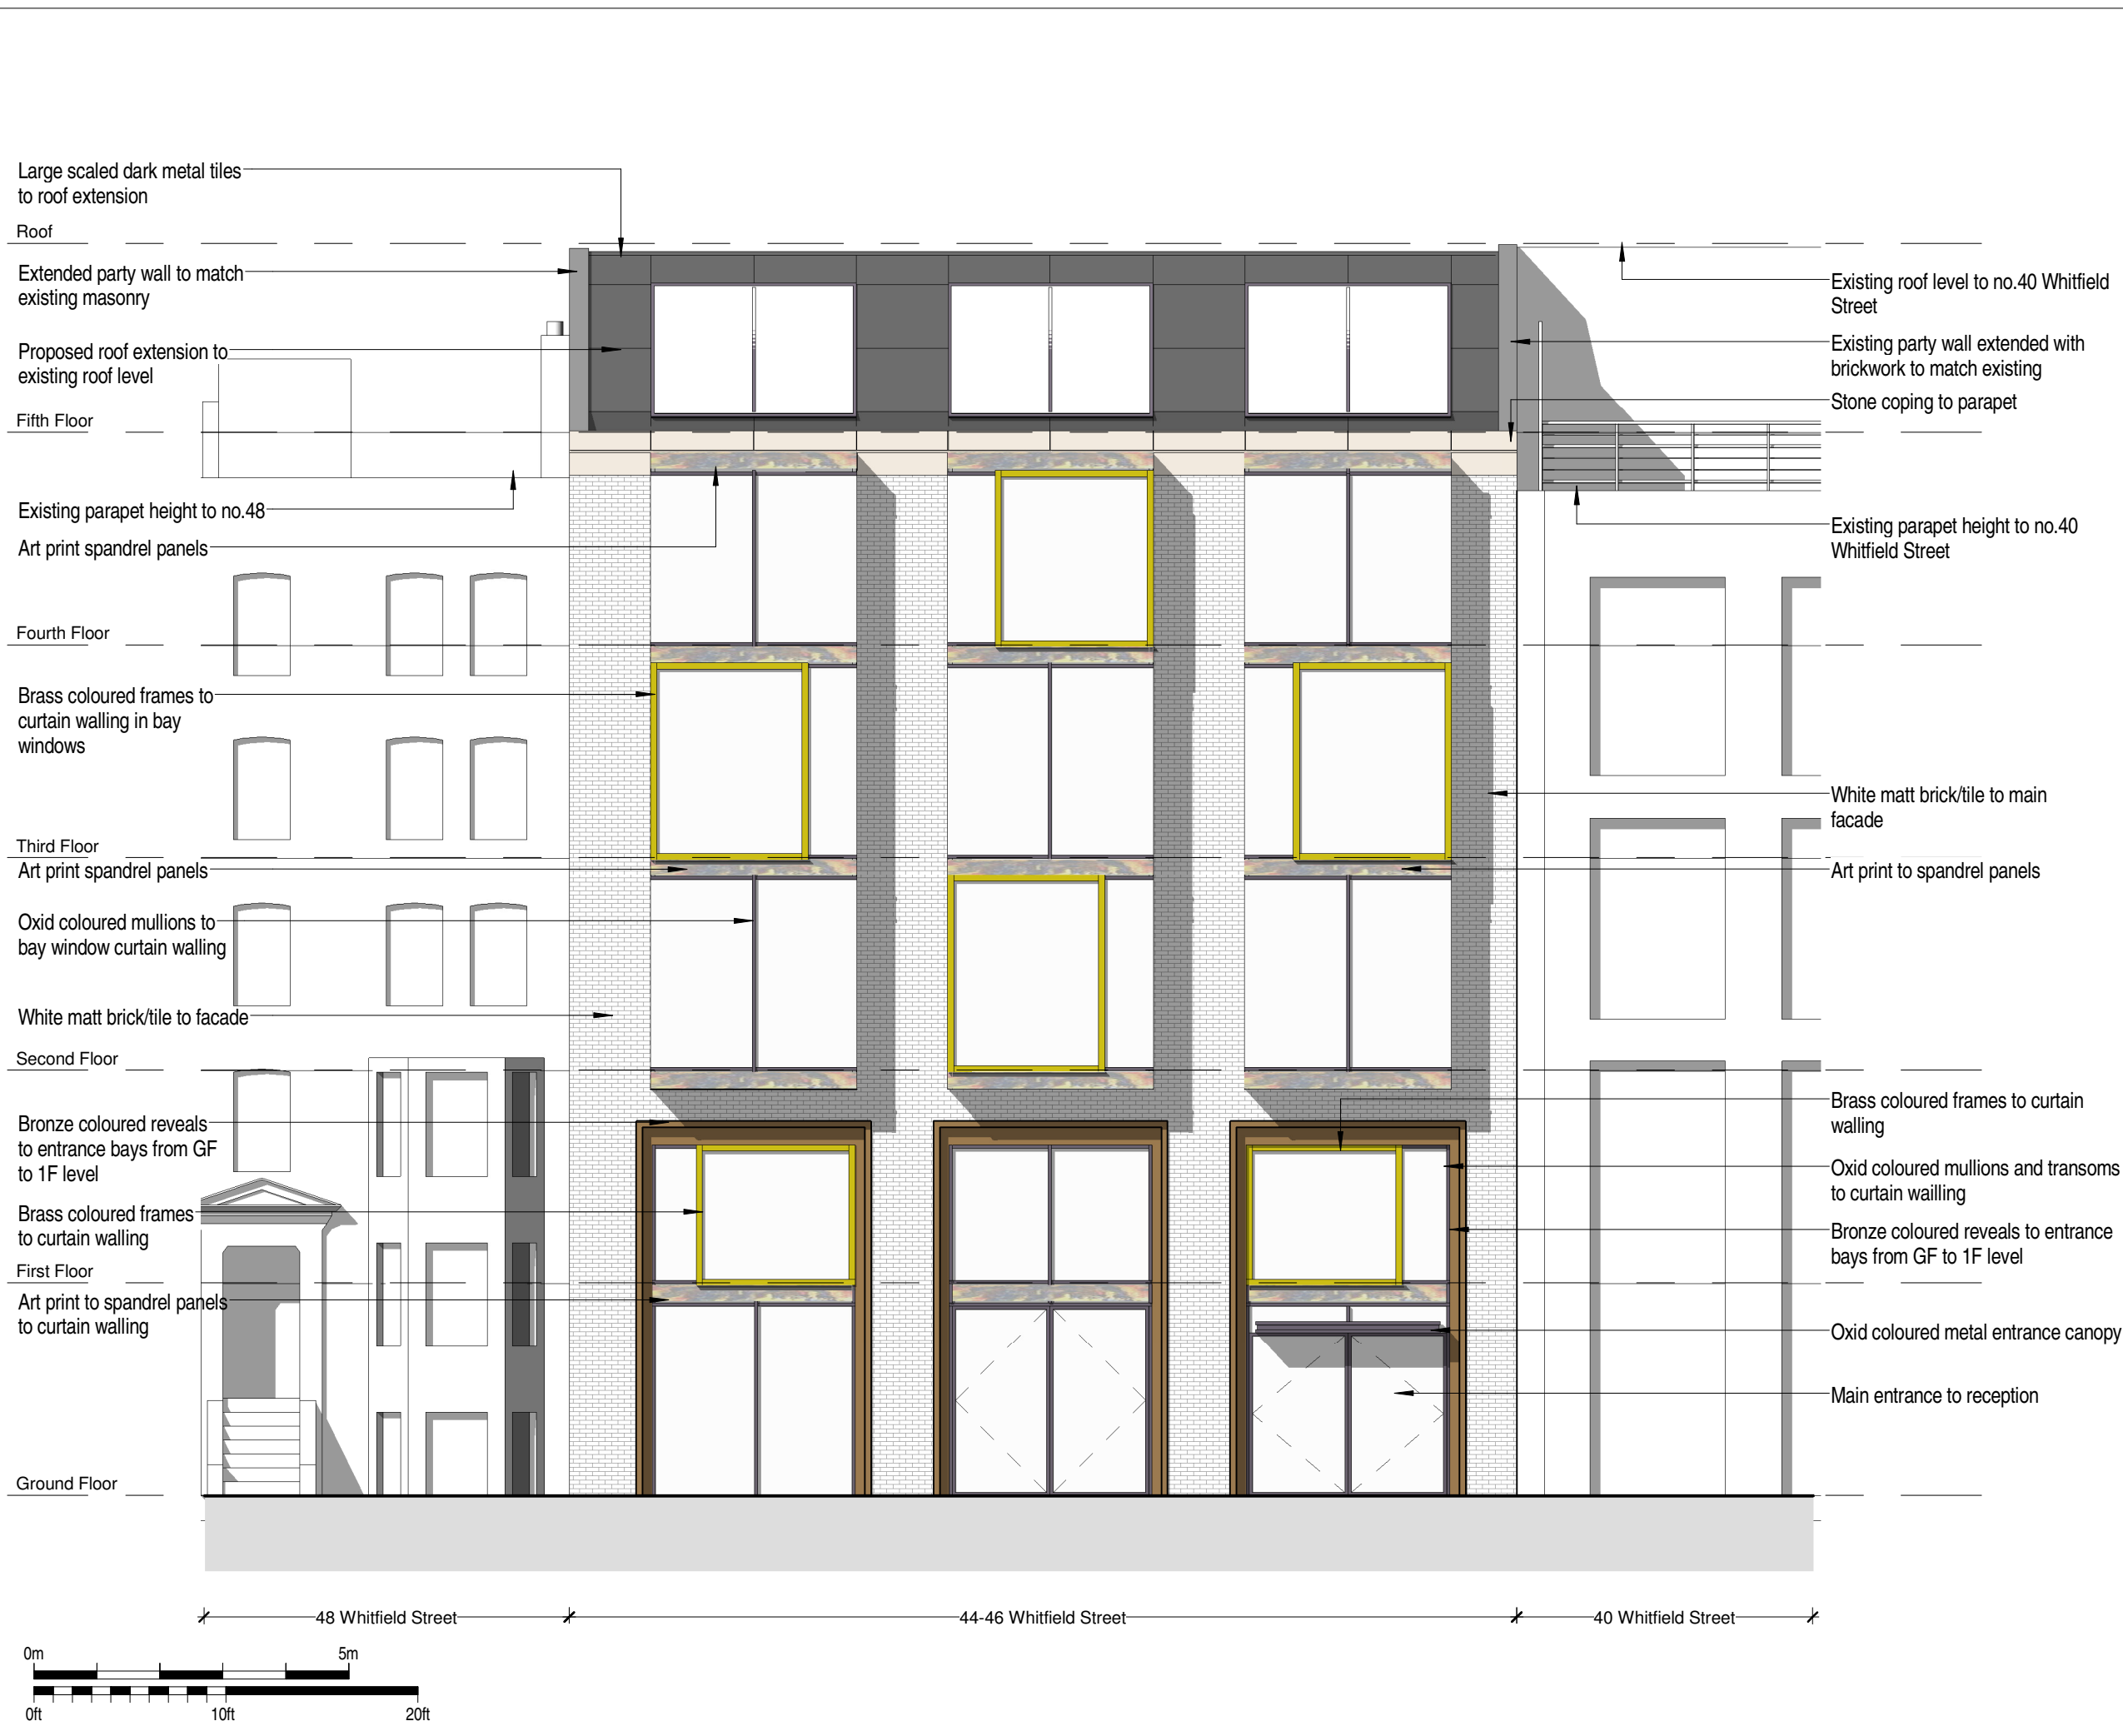 Large scaled dark metal tiles
to roof extension
Roof
Extended party wall to match
existing masonry
Proposed roof extension to
existing roof level
Fifth Floor
Existing parapet height to no.48
Art print spandrel panels
Fourth Floor
Brass coloured frames to
curtain walling in bay
windows
Third Floor
Art print spandrel panels
Oxid coloured mullions to
bay window curtain walling
White matt brick/tile to facade
Second Floor
Bronze coloured reveals
to entrance bays from GF
to 1F level
Brass coloured frames
to curtain walling
First Floor
Art print to spandrel panels
to curtain walling
Ground Floor
Existing roof level to no.40 Whitfield
Street
Existing party wall extended with
brickwork to match existing
Stone coping to parapet
Existing parapet height to no.40
Whitfield Street
White matt brick/tile to main
facade
Art print to spandrel panels
Brass coloured frames to curtain
walling
Oxid coloured mullions and transoms
to curtain wailling
Bronze coloured reveals to entrance
bays from GF to 1F level
Oxid coloured metal entrance canopy
Main entrance to reception
48 Whitfield Street
44-46 Whitfield Street
40 Whitfield Street
0m 5m
0ft 10ft 20ft